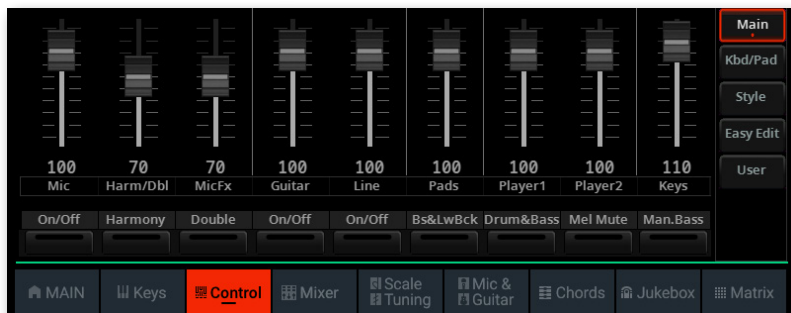 Main
Kbd/Pad
Style
Easy Edit
User
100 70 70 100 100 100 100 100 110
Mic Harm/Dbl MicFx Guitar Line Pads Player1 Player2 Keys
On/Off Harmony Double On/Off On/Off Bs&LwBck Drum&Bass Mel Mute Man.Bass
MAIN Keys Control Mixer Scale Tuning Mic & Guitar Chords Jukebox Matrix